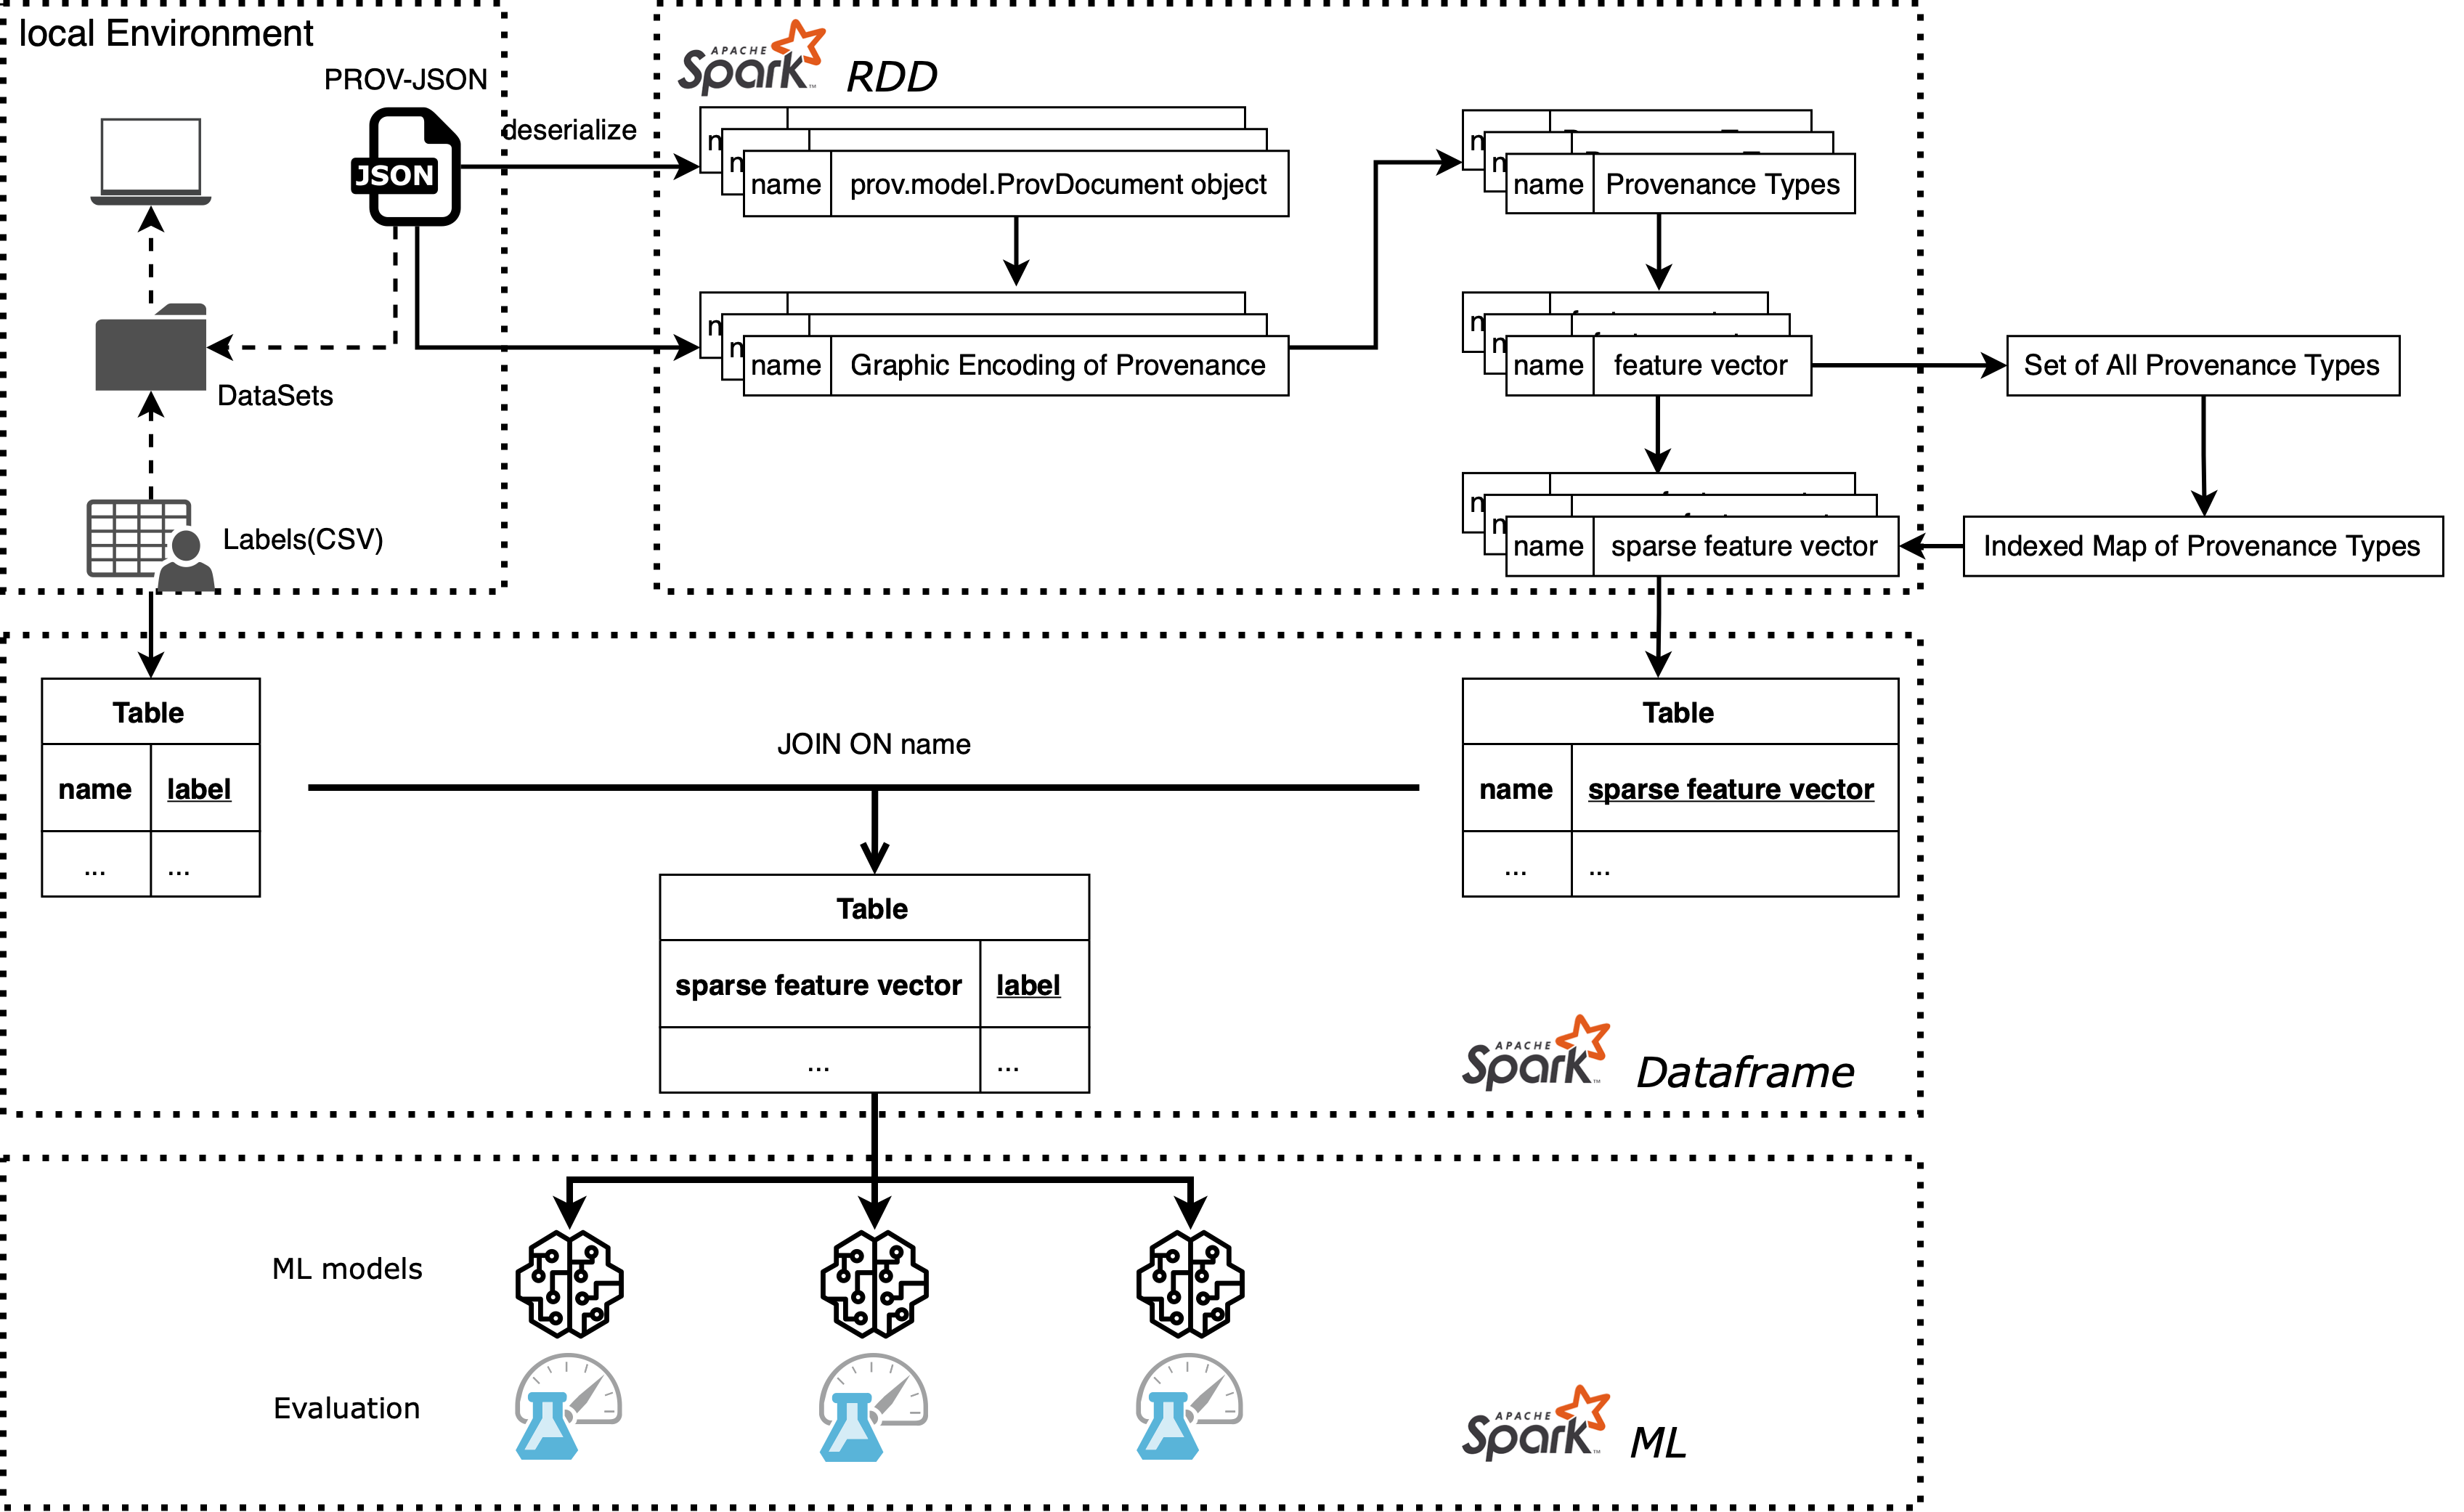 local Environment
PROV-JSON
JSON
deserialize
DataSets
Labels(CSV)
APACHE
Spark™ RDD
n
n
name prov.model.ProvDocument object
n
n
name Graphic Encoding of Provenance
n
n
name Provenance Types
n
n
name feature vector
n
n
name sparse feature vector
Set of All Provenance Types
Indexed Map of Provenance Types
Table
name label
... ...
JOIN ON name
Table
name sparse feature vector
... ...
Table
sparse feature vector label
... ...
APACHE
Spark™ Dataframe
ML models
Evaluation
APACHE
Spark™ ML